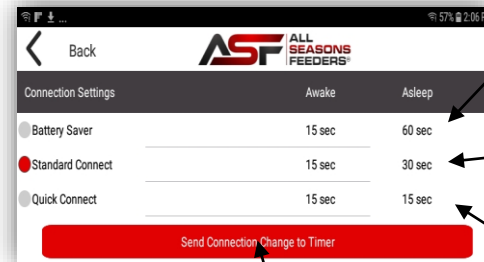 57% 2:06 P
Back
ASF ALL SEASONS FEEDERS®
Connection Settings Awake Asleep
Battery Saver 15 sec 60 sec
Standard Connect 15 sec 30 sec
Quick Connect 15 sec 15 sec
Send Connection Change to Timer